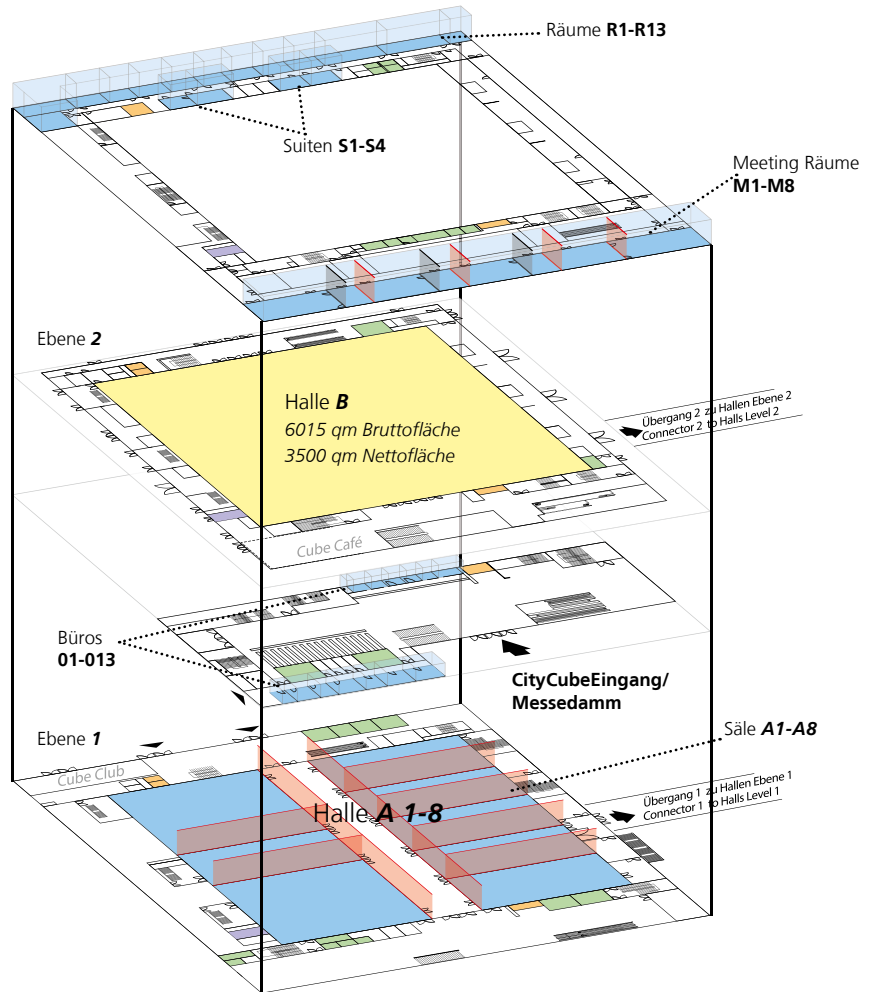 Räume R1-R13
Suiten S1-S4
Meeting Räume
M1-M8
Ebene 2
Halle B
6015 qm Bruttofläche
3500 qm Nettofläche
Übergang 2 zu Hallen Ebene 2
Connector 2 to Halls Level 2
Cube Café
Büros
01-013
CityCubeEingang/
Messedamm
Ebene 1
Säle A1-A8
Cube Club
Halle A 1-8
Übergang 1 zu Hallen Ebene 1
Connector 1 to Halls Level 1